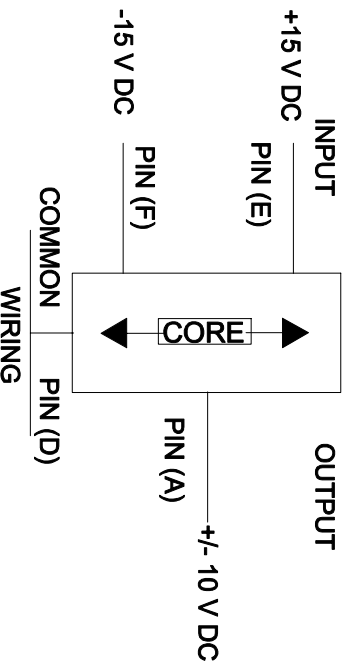 INPUT
OUTPUT
+15 V DC
PIN (E)
CORE
PIN (A)
+/- 10 V DC
-15 V DC
PIN (F)
COMMON
PIN (D)
WIRING